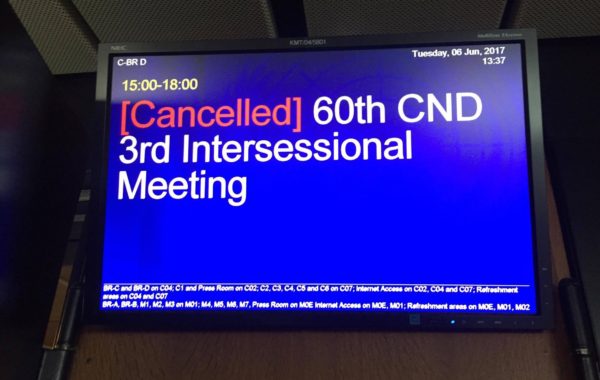 NEC
KMT/04/5801
MultiSync
Tuesday, 06 Jun, 2017
C-BR D
13:37
15:00-18:00
[Cancelled] 60th CND
3rd Intersessional
Meeting
BR-C and BR-D on C04; C1 and Press Room on C02; C2, C3, C4, C5 and C6 on C07; Internet Access on C02, C04 and C07; Refreshment
areas on C04 and C07
BR-A, BR-B, M1, M2, M3 on M01; M4, M5, M6, M7, Press Room on M0E Internet Access on M0E, M01; Refreshment areas on M0E, M01, M02